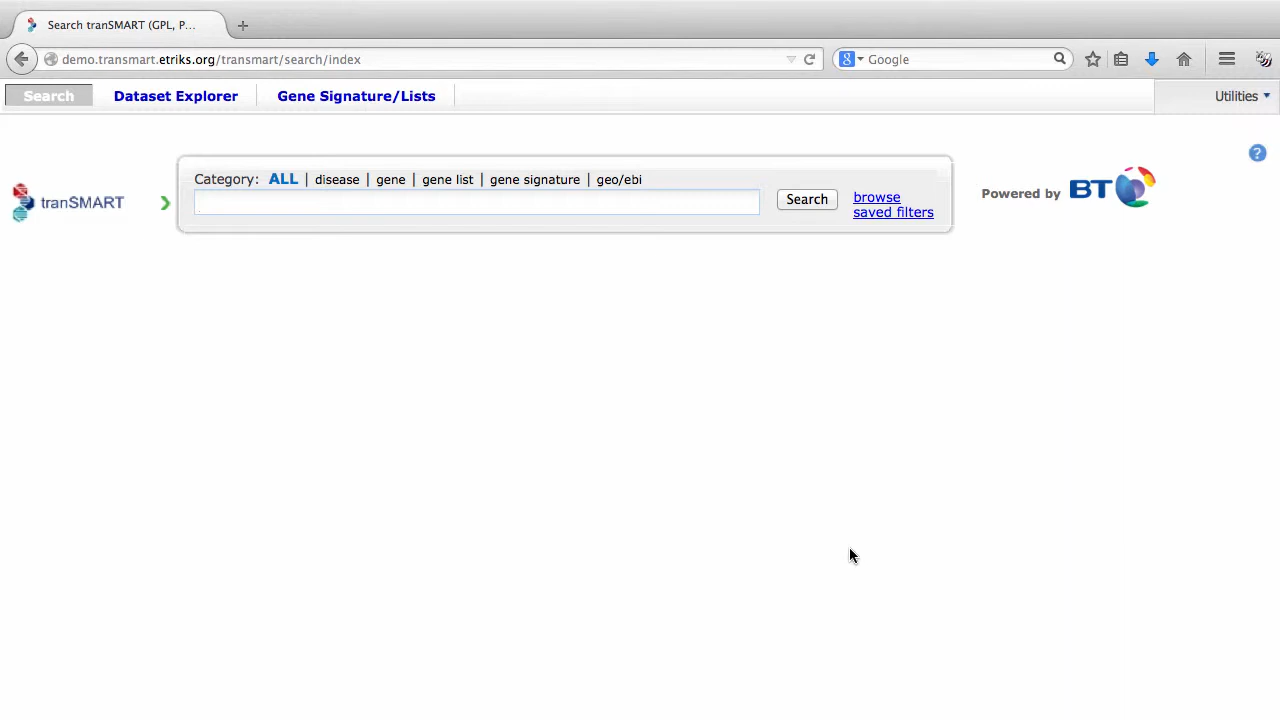 Search tranSMART (GPL, P...
demo.transmart.etriks.org/transmart/search/index
Google
Search
Dataset Explorer
Gene Signature/Lists
Utilities
Category: ALL | disease | gene | gene list | gene signature | geo/ebi
tranSMART
Search
browse
saved filters
Powered by BT